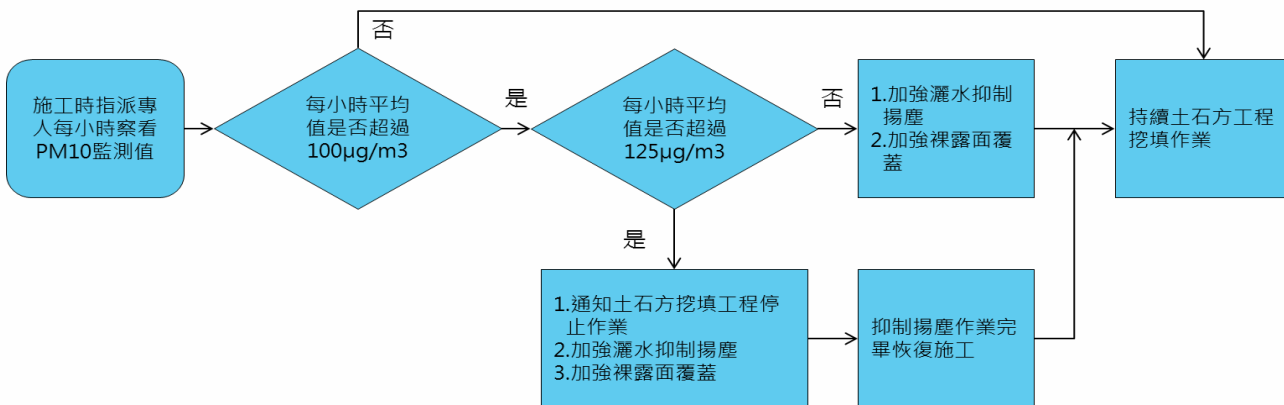 否
施工時指派專
人每小時察看
PM10監測值
每小時平均
值是否超過
100µg/m3
是
每小時平均
值是否超過
125µg/m3
否
1.加強灑水抑制
揚塵
2.加強裸露面覆
蓋
持續土石方工程
挖填作業
是
1.通知土石方挖填工程停
止作業
2.加強灑水抑制揚塵
3.加強裸露面覆蓋
抑制揚塵作業完
畢恢復施工